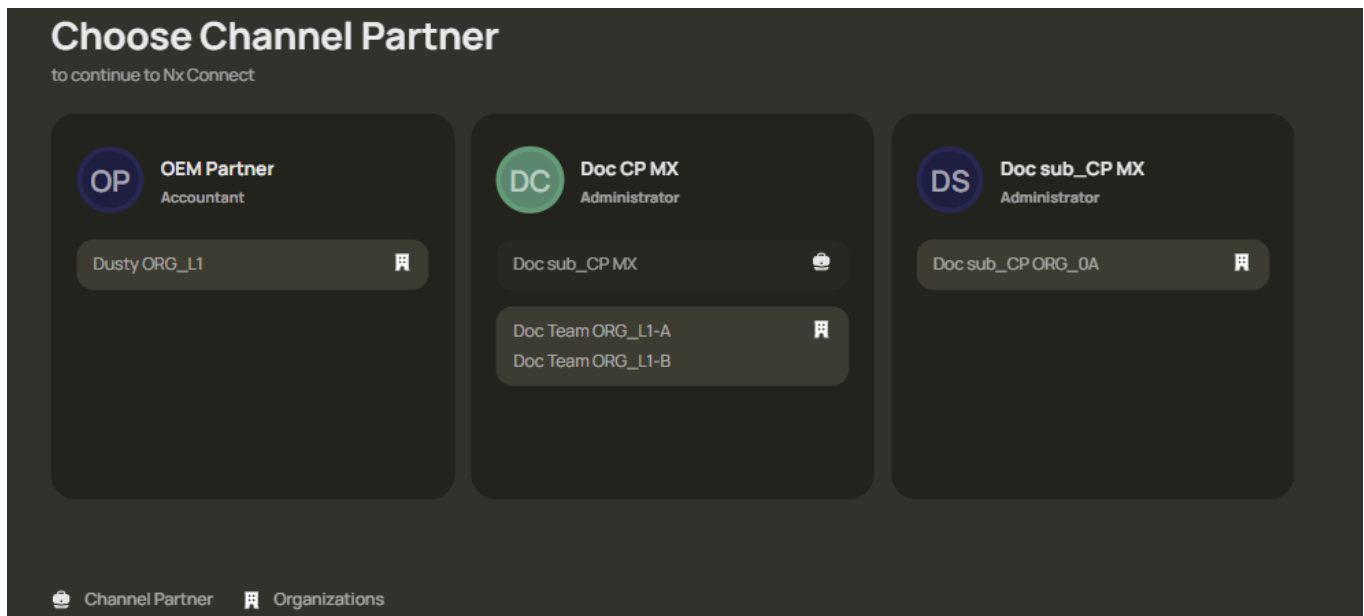 Choose Channel Partner
to continue to Nx Connect
OP
OEM Partner
Accountant
Dusty ORG_L1
DC
Doc CP MX
Administrator
Doc sub_CP MX
Doc Team ORG_L1-A
Doc Team ORG_L1-B
DS
Doc sub_CP MX
Administrator
Doc sub_CP ORG_0A
Channel Partner
Organizations